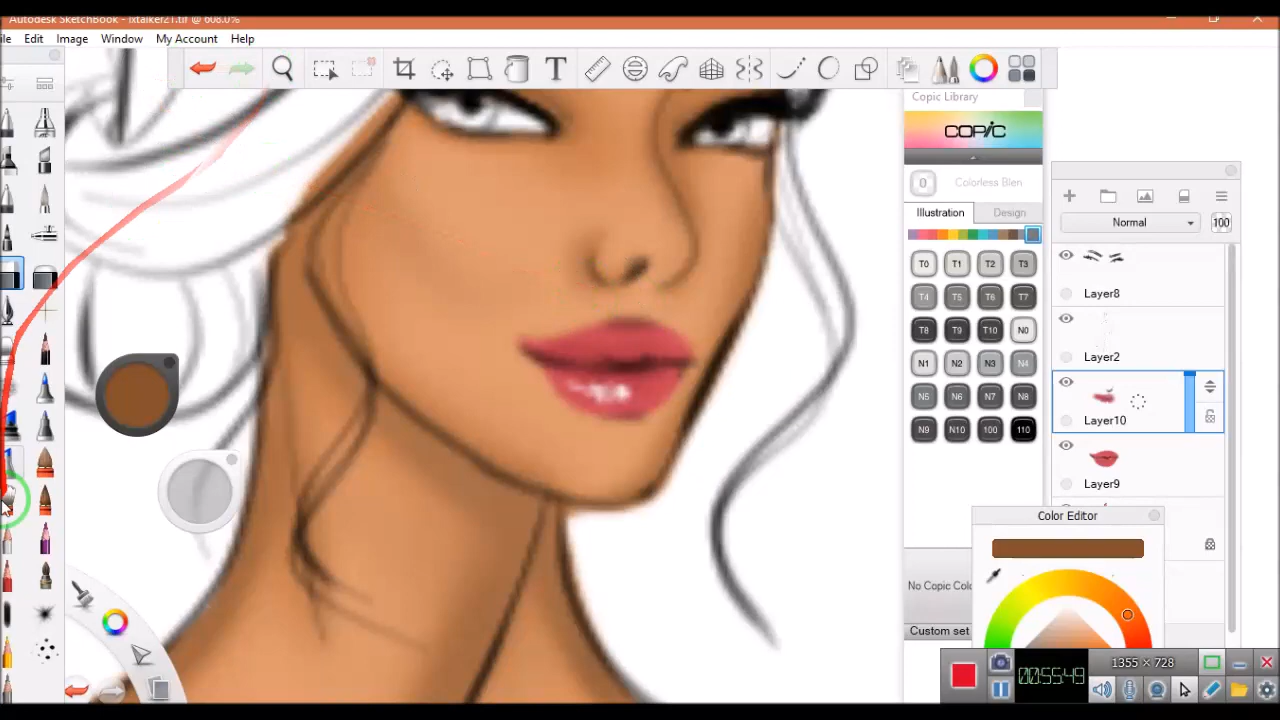 Autodesk SketchBook - ixtalker21.tif @ 608.0%
ile Edit Image Window My Account Help
T
Copic Library
COPIC
0 Colorless Blen
Illustration Design
T0 T1 T2 T3
T4 T5 T6 T7
T8 T9 T10 N0
N1 N2 N3 N4
N5 N6 N7 N8
N9 N10 100 110
No Copic Colo
Custom set
Normal 100
Layer8
Layer2
Layer10
Layer9
Color Editor
00:55:49 1355 × 728